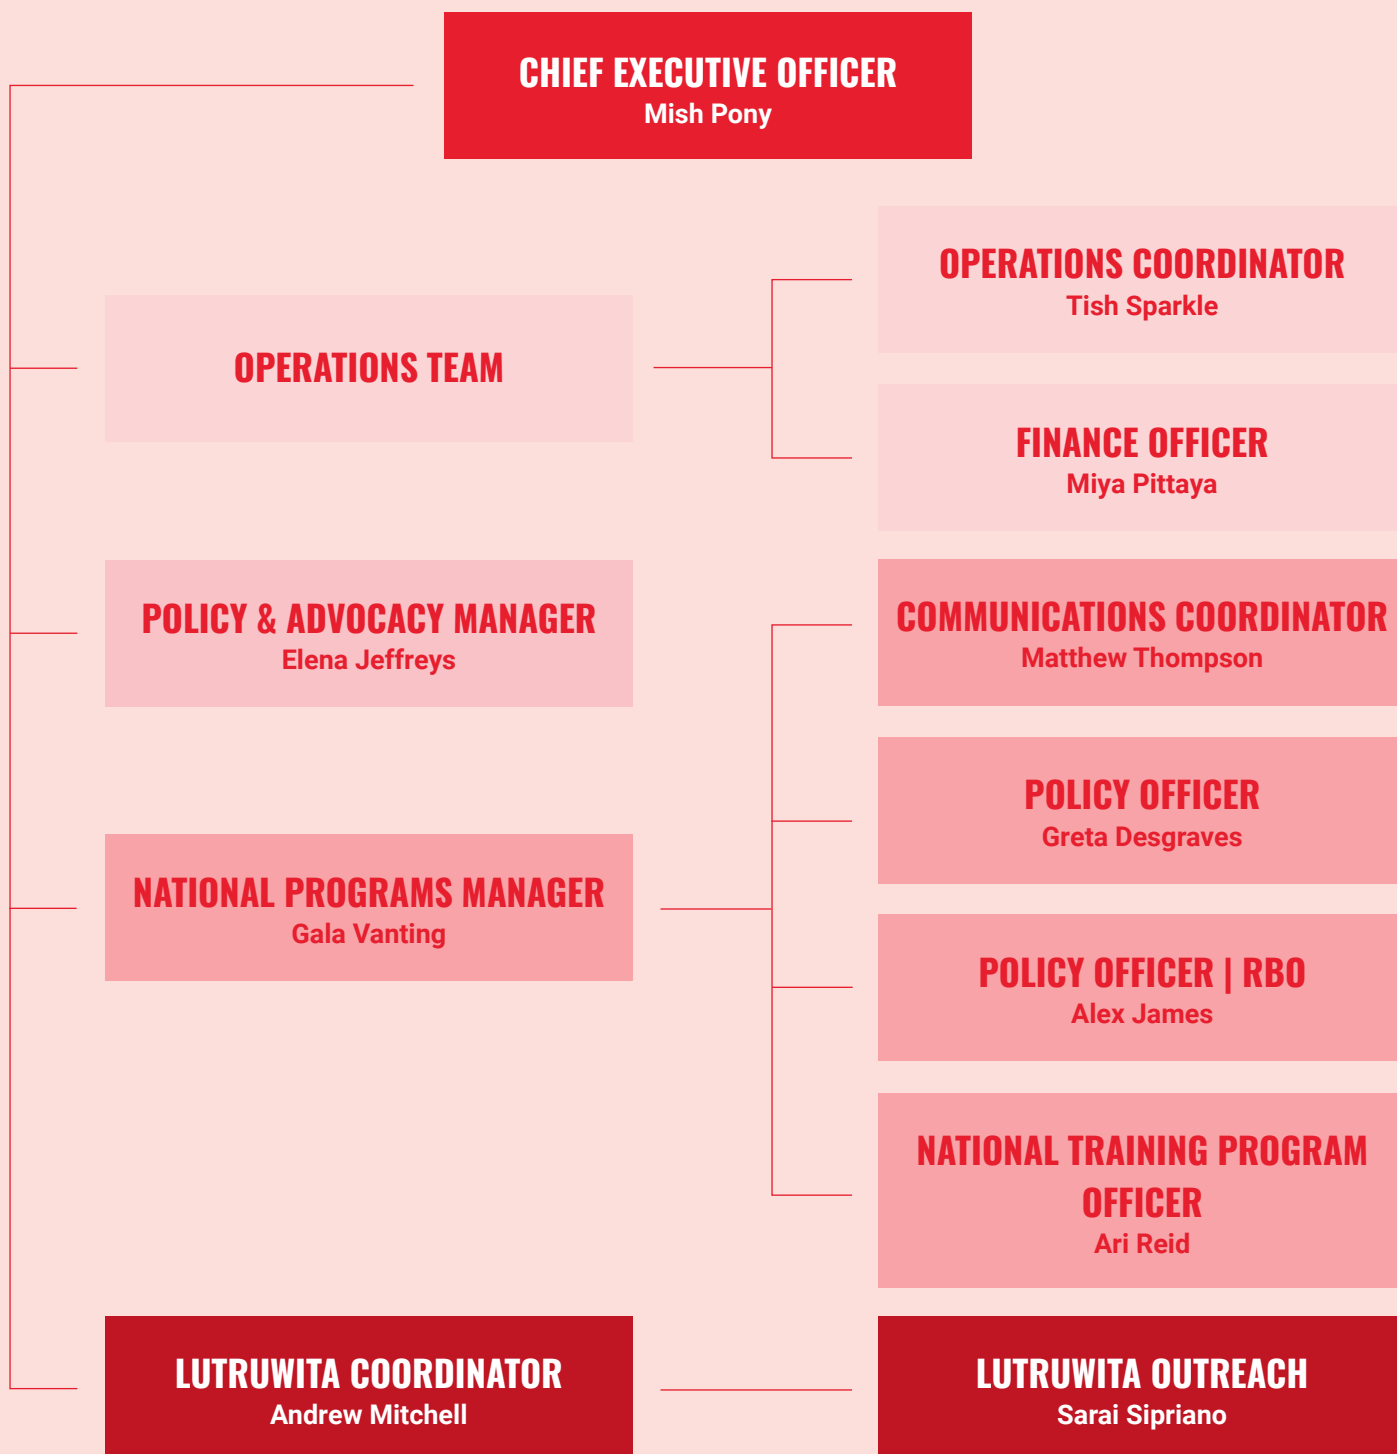 CHIEF EXECUTIVE OFFICER
Mish Pony
OPERATIONS TEAM
OPERATIONS COORDINATOR
Tish Sparkle
FINANCE OFFICER
Miya Pittaya
POLICY & ADVOCACY MANAGER
Elena Jeffreys
NATIONAL PROGRAMS MANAGER
Gala Vanting
COMMUNICATIONS COORDINATOR
Matthew Thompson
POLICY OFFICER
Greta Desgraves
POLICY OFFICER | RBO
Alex James
NATIONAL TRAINING PROGRAM
OFFICER
Ari Reid
LUTRUWITA COORDINATOR
Andrew Mitchell
LUTRUWITA OUTREACH
Sarai Sipriano